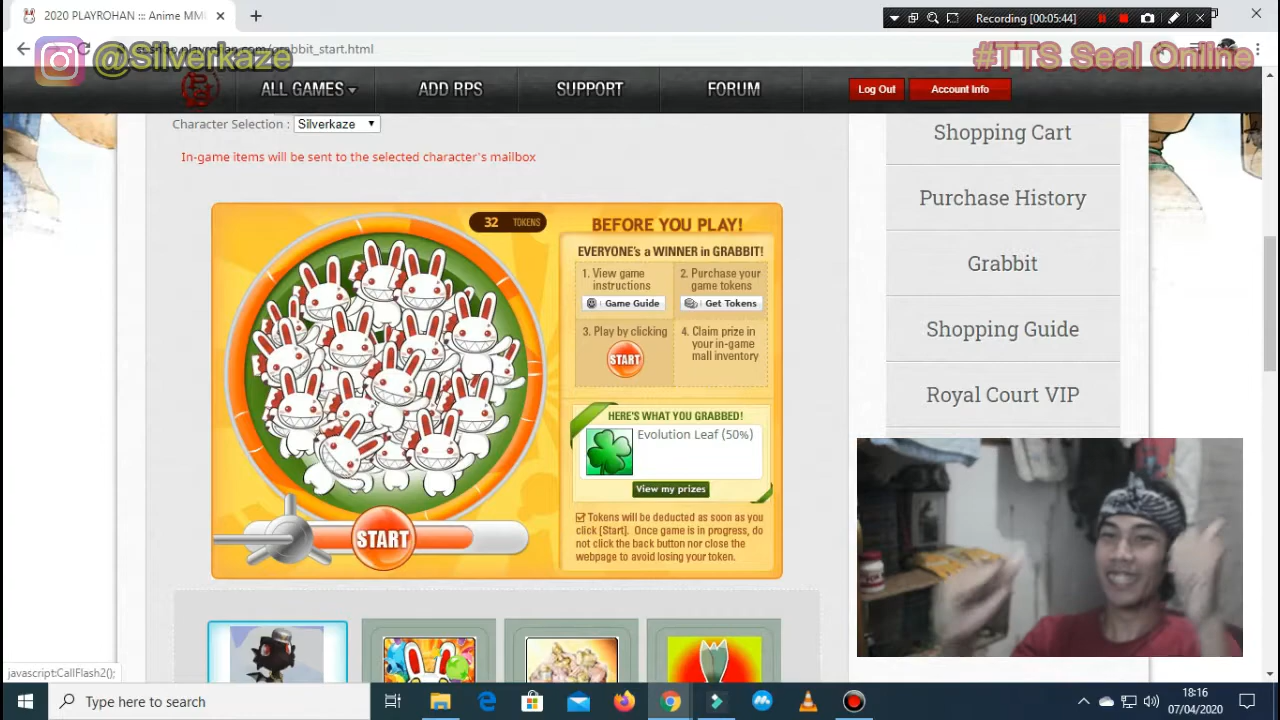 2020 PLAYROHAN ::: Anime MM
Recording [00:05:44]
playrohan.com/grabbit_start.html
@Silverkaze
#TTS Seal Online
ALL GAMES
ADD RPS
SUPPORT
FORUM
Log Out
Account Info
Character Selection :
Silverkaze
In-game items will be sent to the selected character's mailbox
Shopping Cart
Purchase History
Grabbit
Shopping Guide
Royal Court VIP
32 TOKENS
BEFORE YOU PLAY!
EVERYONE's a WINNER in GRABBIT!
1. View game
instructions
Game Guide
2. Purchase your
game tokens
Get Tokens
3. Play by clicking
START
4. Claim prize in
your in-game
mall inventory
HERE'S WHAT YOU GRABBED!
Evolution Leaf (50%)
View my prizes
Tokens will be deducted as soon as you
click [Start]. Once game is in progress, do
not click the back button nor close the
webpage to avoid losing your token.
START
javascript:CallFlash2();
Type here to search
18:16
07/04/2020